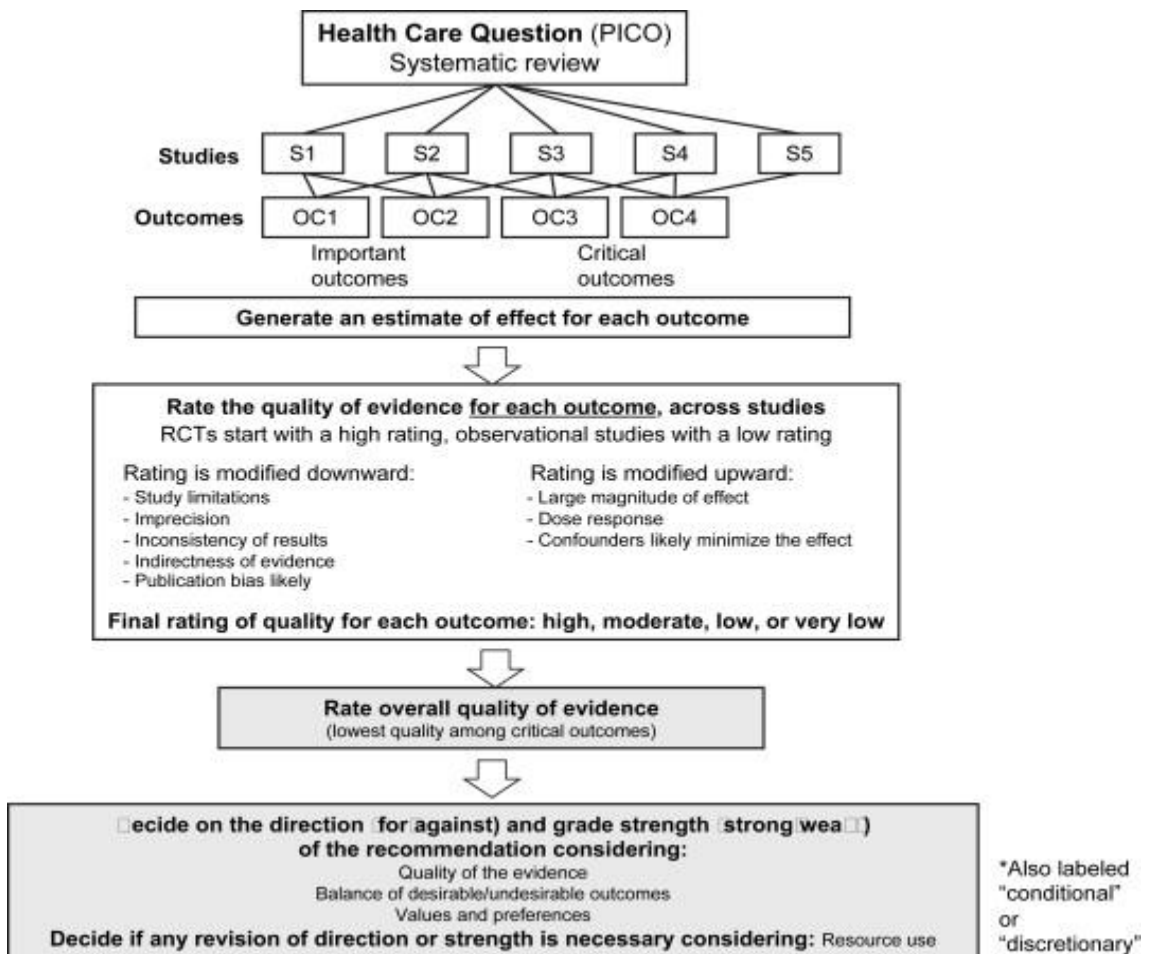 Health Care Question (PICO)
Systematic review
Studies
S1
S2
S3
S4
S5
Outcomes
OC1
OC2
OC3
OC4
Important
outcomes
Critical
outcomes
Generate an estimate of effect for each outcome
Rate the quality of evidence for each outcome, across studies
RCTs start with a high rating, observational studies with a low rating
Rating is modified downward:
- Study limitations
- Imprecision
- Inconsistency of results
- Indirectness of evidence
- Publication bias likely
Rating is modified upward:
- Large magnitude of effect
- Dose response
- Confounders likely minimize the effect
Final rating of quality for each outcome: high, moderate, low, or very low
Rate overall quality of evidence
(lowest quality among critical outcomes)
□ecide on the direction □for□against) and grade strength □strong□wea□□)
of the recommendation considering:
Quality of the evidence
Balance of desirable/undesirable outcomes
Values and preferences
Decide if any revision of direction or strength is necessary considering: Resource use
*Also labeled
“conditional”
or
“discretionary”